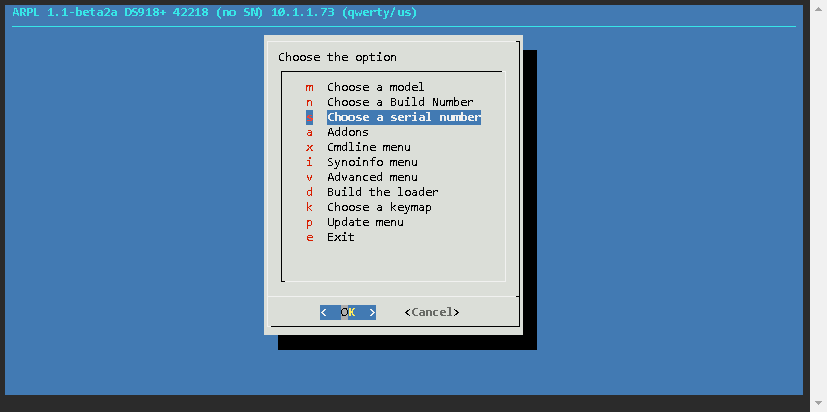 ARPL 1.1-beta2a DS918+ 42218 (no SN) 10.1.1.73 (qwerty/us)
Choose the option
m Choose a model
n Choose a Build Number
s Choose a serial number
a Addons
x Cmdline menu
i Synoinfo menu
v Advanced menu
d Build the loader
k Choose a keymap
p Update menu
e Exit
< OK > <Cancel>